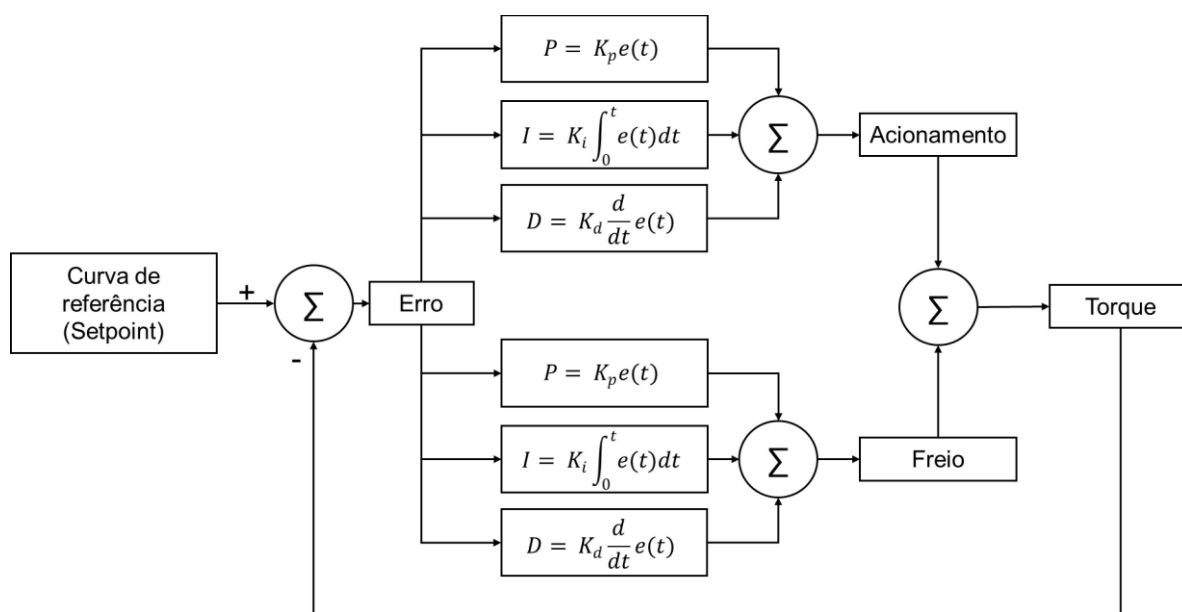 P = K_p e(t)
I = K_i ∫_0^t e(t)dt
D = K_d d/dt e(t)
Σ
Acionamento
Curva de
referência
(Setpoint)
+
-
Σ
Erro
Σ
Torque
P = K_p e(t)
I = K_i ∫_0^t e(t)dt
D = K_d d/dt e(t)
Σ
Freio